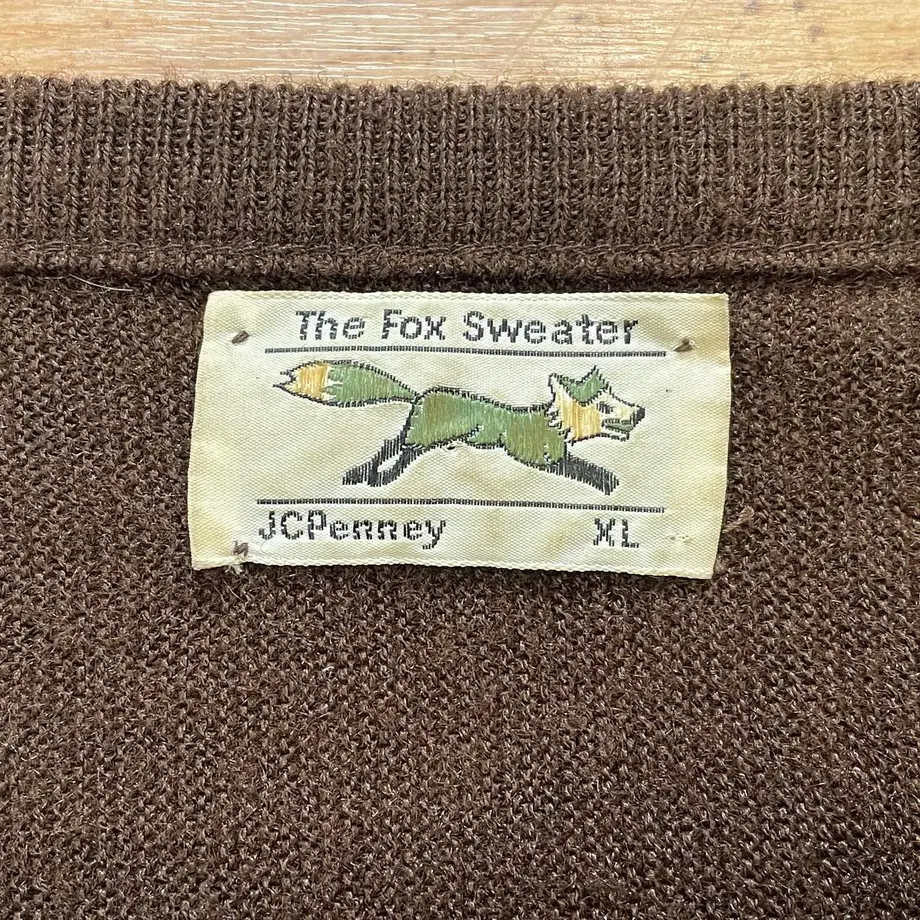 The Fox Sweater
JCPenney XL